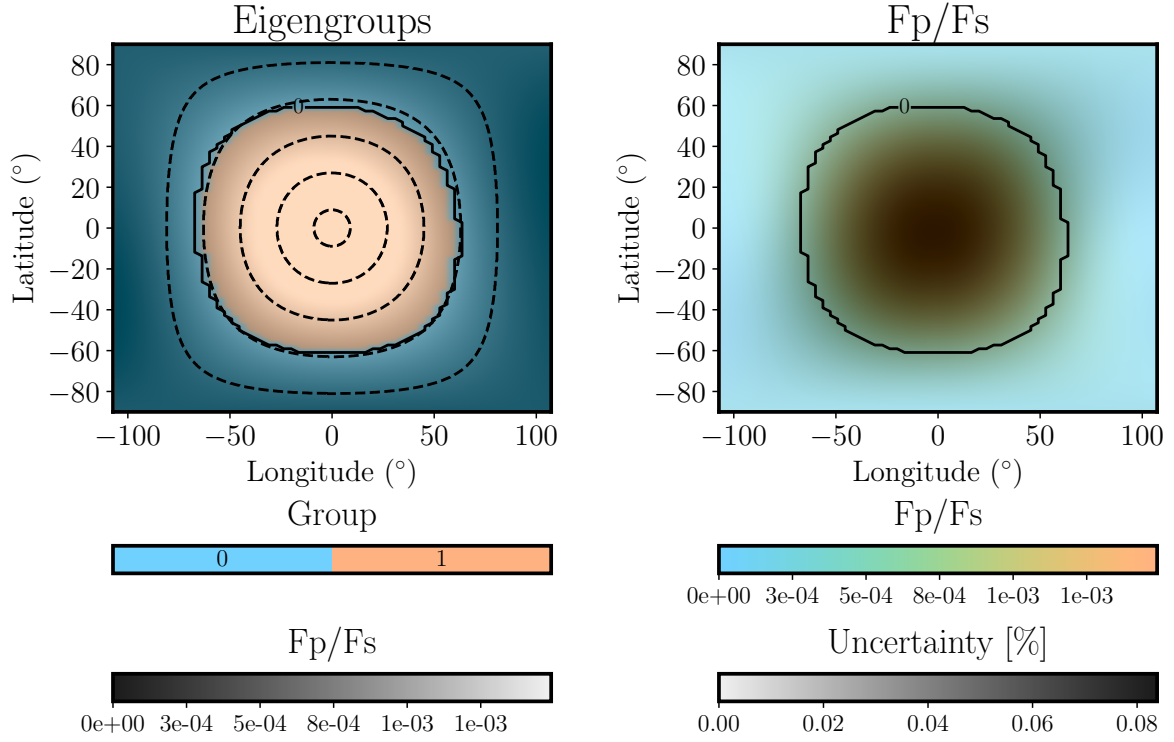 Eigengroups
80
60
40
20
0
−20
−40
−60
−80
Latitude (°)
0
−100 −50 0 50 100
Longitude (°)
Group
0 1
Fp/Fs
0e+00 3e-04 5e-04 8e-04 1e-03 1e-03
Fp/Fs
80
60
40
20
0
−20
−40
−60
−80
Latitude (°)
0
−100 −50 0 50 100
Longitude (°)
Fp/Fs
0e+00 3e-04 5e-04 8e-04 1e-03 1e-03
Uncertainty [%]
0.00 0.02 0.04 0.06 0.08